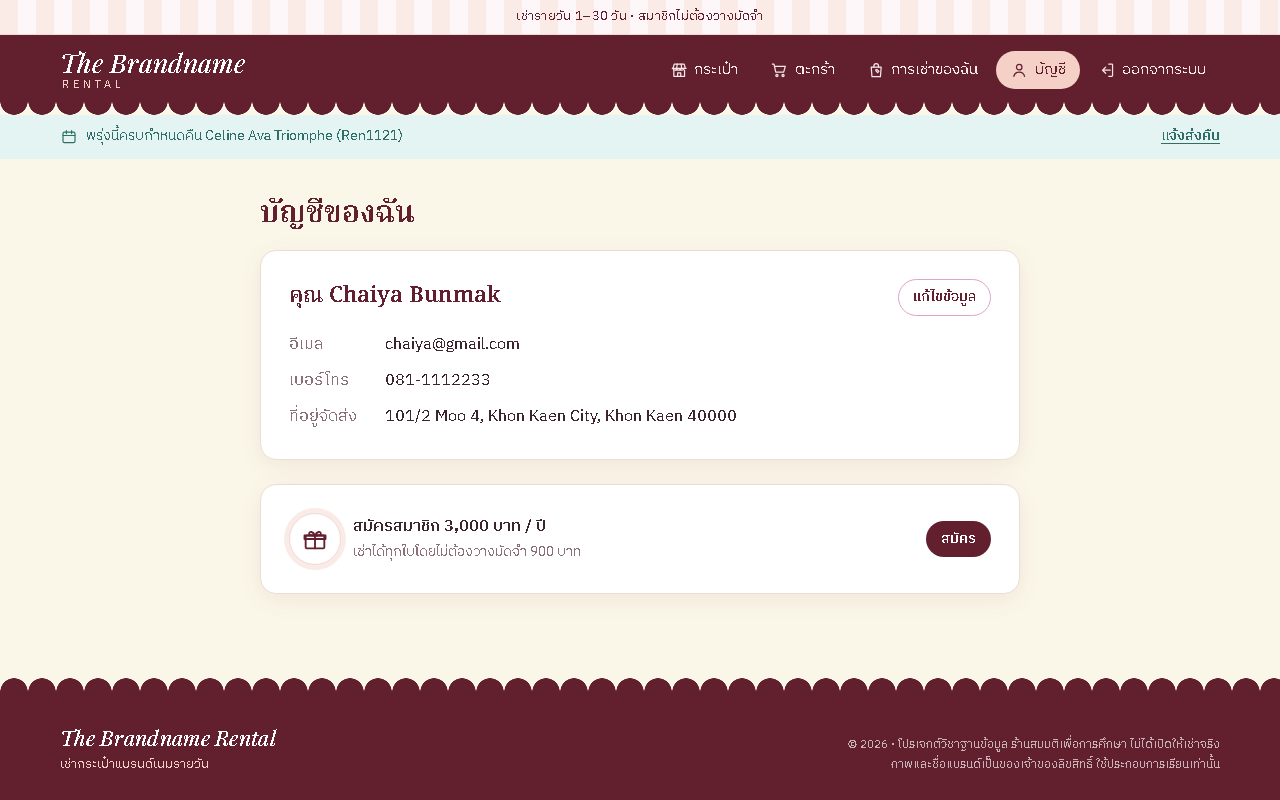 เช่ารายวัน 1–30 วัน · สมาชิกไม่ต้องวางมัดจำ
The Brandname
RENTAL
กระเป๋า
ตะกร้า
การเช่าของฉัน
บัญชี
ออกจากระบบ
พรุ่งนี้ครบกำหนดคืน Celine Ava Triomphe (Ren1121)
แจ้งส่งคืน
บัญชีของฉัน
คุณ Chaiya Bunmak
แก้ไขข้อมูล
อีเมล chaiya@gmail.com
เบอร์โทร 081-1112233
ที่อยู่จัดส่ง 101/2 Moo 4, Khon Kaen City, Khon Kaen 40000
สมัครสมาชิก 3,000 บาท / ปี
เช่าได้ทุกใบโดยไม่ต้องวางมัดจำ 900 บาท
สมัคร
The Brandname Rental
เช่ากระเป๋าแบรนด์เนมรายวัน
© 2026 · โปรเจกต์วิชาฐานข้อมูล ร้านสมมติเพื่อการศึกษา ไม่ได้เปิดให้เช่าจริง
ภาพและชื่อแบรนด์เป็นของเจ้าของลิขสิทธิ์ ใช้ประกอบการเรียนเท่านั้น